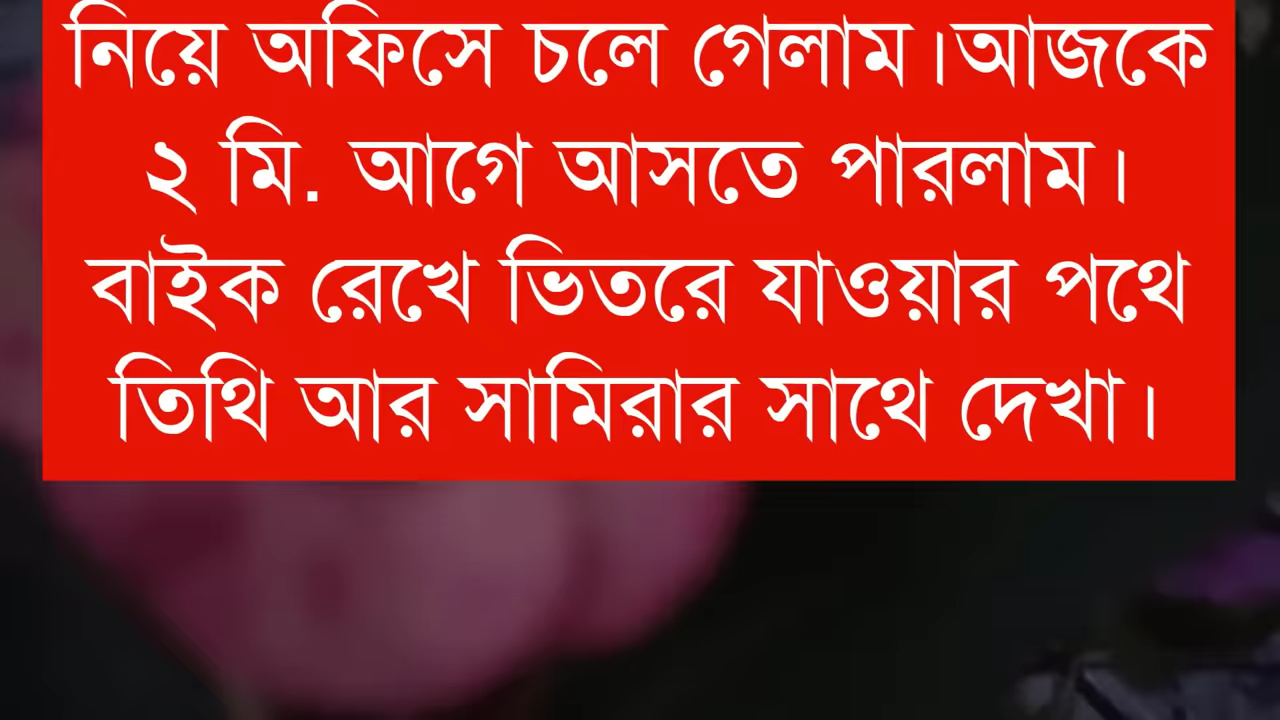 নিয়ে অফিসে চলে গেলাম।আজকে
২ মি. আগে আসতে পারলাম।
বাইক রেখে ভিতরে যাওয়ার পথে
তিথি আর সামিরার সাথে দেখা।